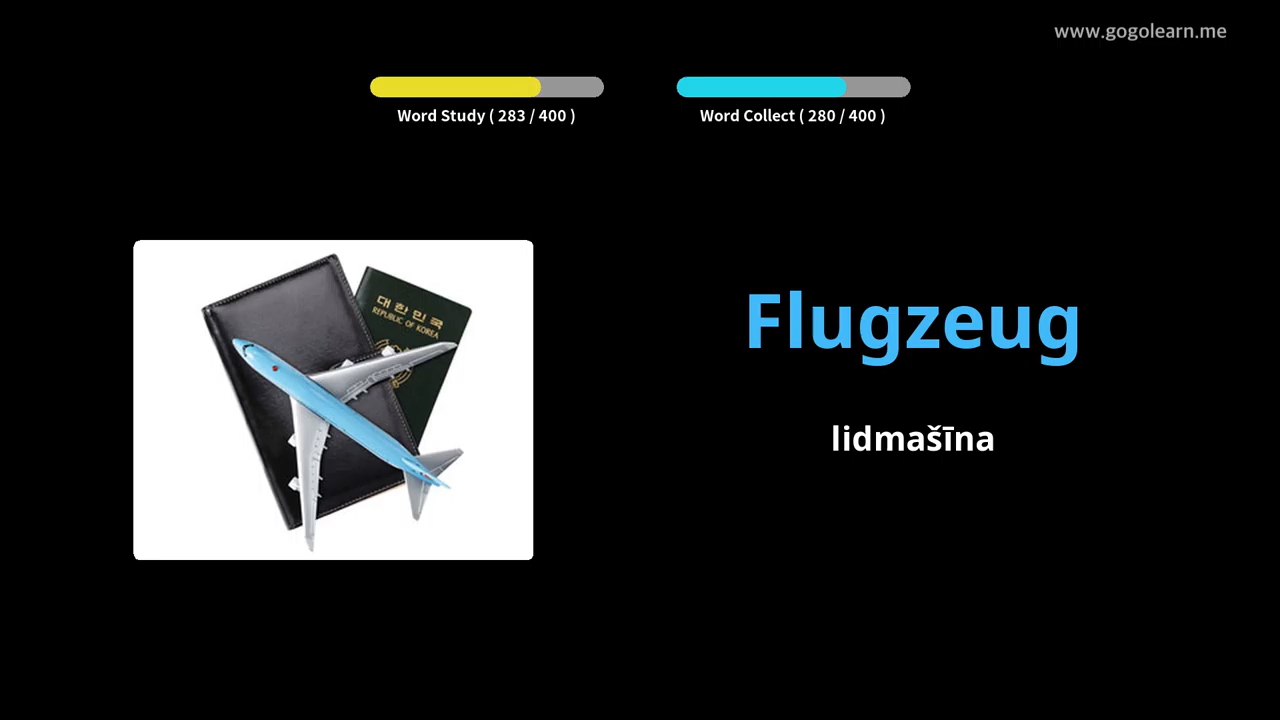 www.gogolearn.me
Word Study ( 283 / 400 )
Word Collect ( 280 / 400 )
대한민국
REPUBLIC OF KOREA
Flugzeug
lidmašīna